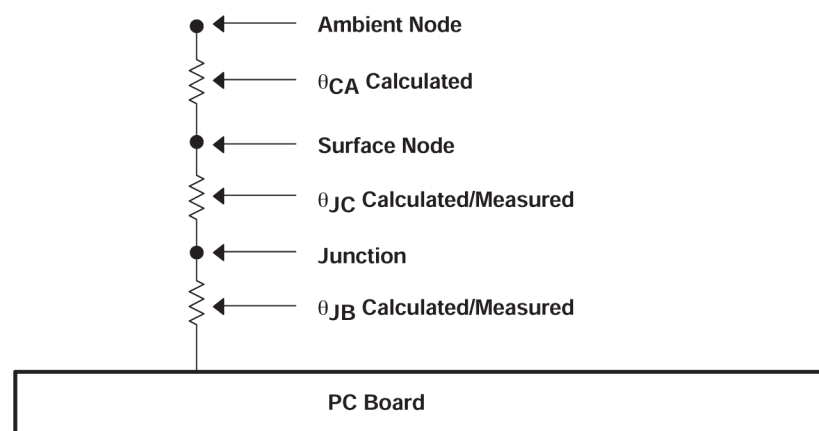 Ambient Node
θCA Calculated
Surface Node
θJC Calculated/Measured
Junction
θJB Calculated/Measured
PC Board